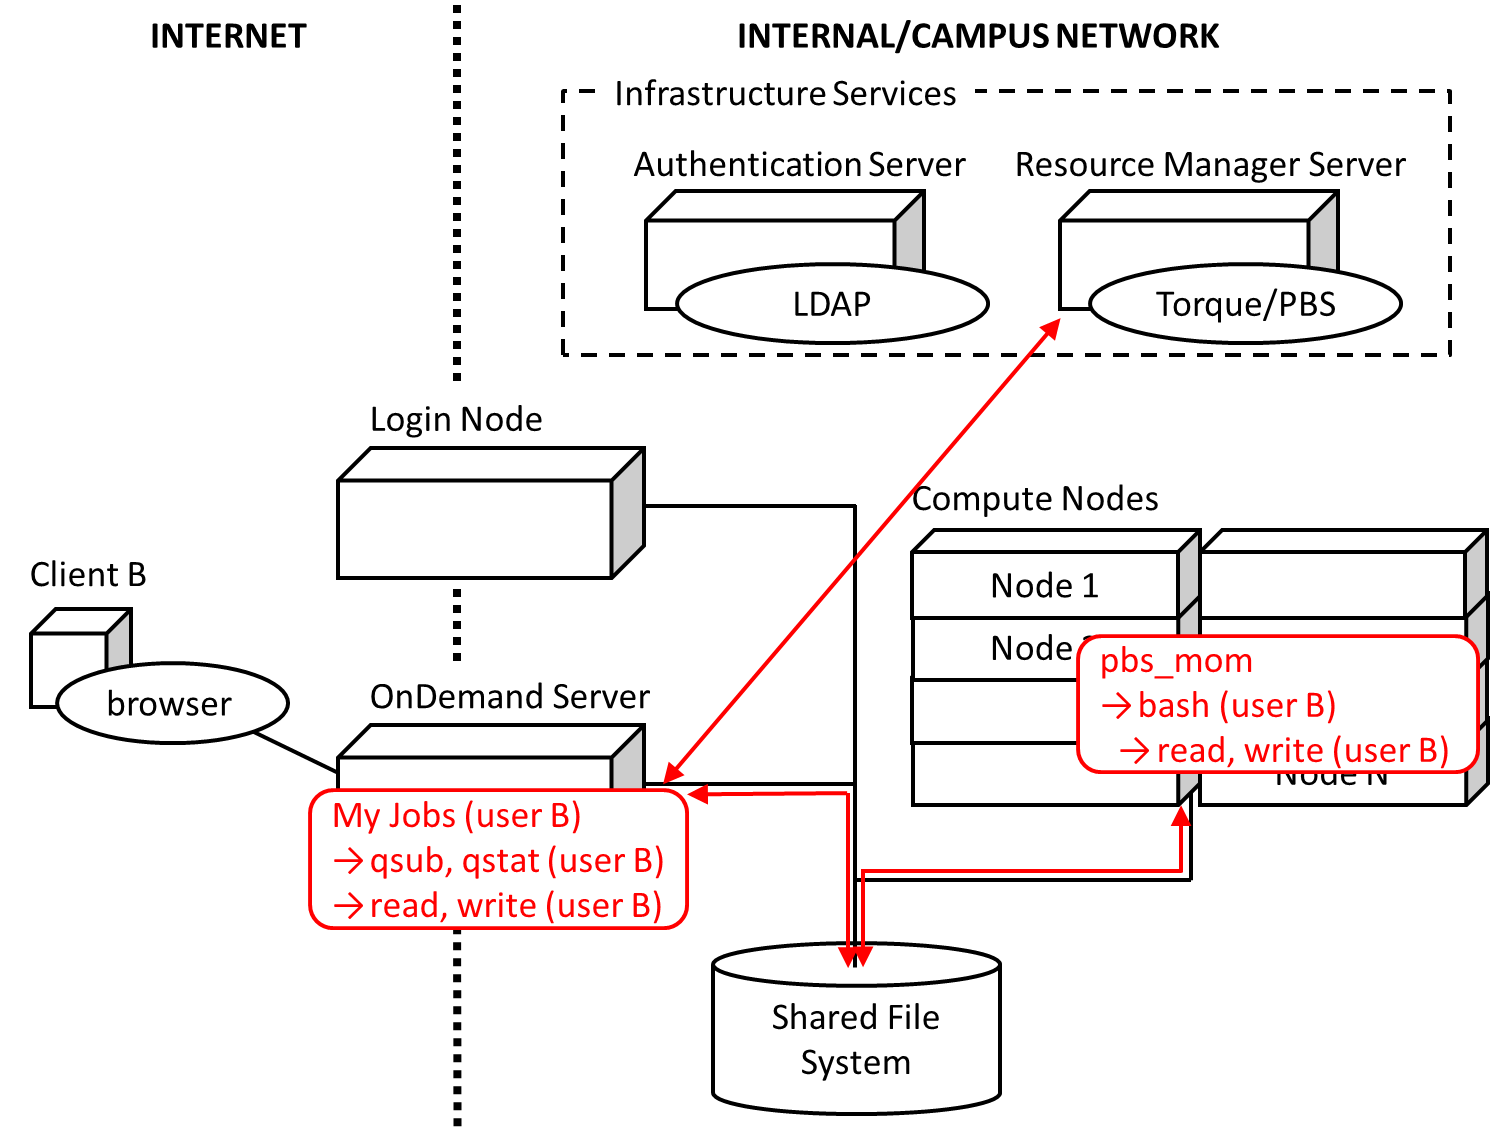 INTERNET
INTERNAL/CAMPUS NETWORK
Infrastructure Services
Authentication Server
Resource Manager Server
LDAP
Torque/PBS
Login Node
Compute Nodes
Node 1
Node
Client B
browser
OnDemand Server
pbs_mom
→bash (user B)
→read, write (user B)
Node N
My Jobs (user B)
→qsub, qstat (user B)
→read, write (user B)
Shared File
System